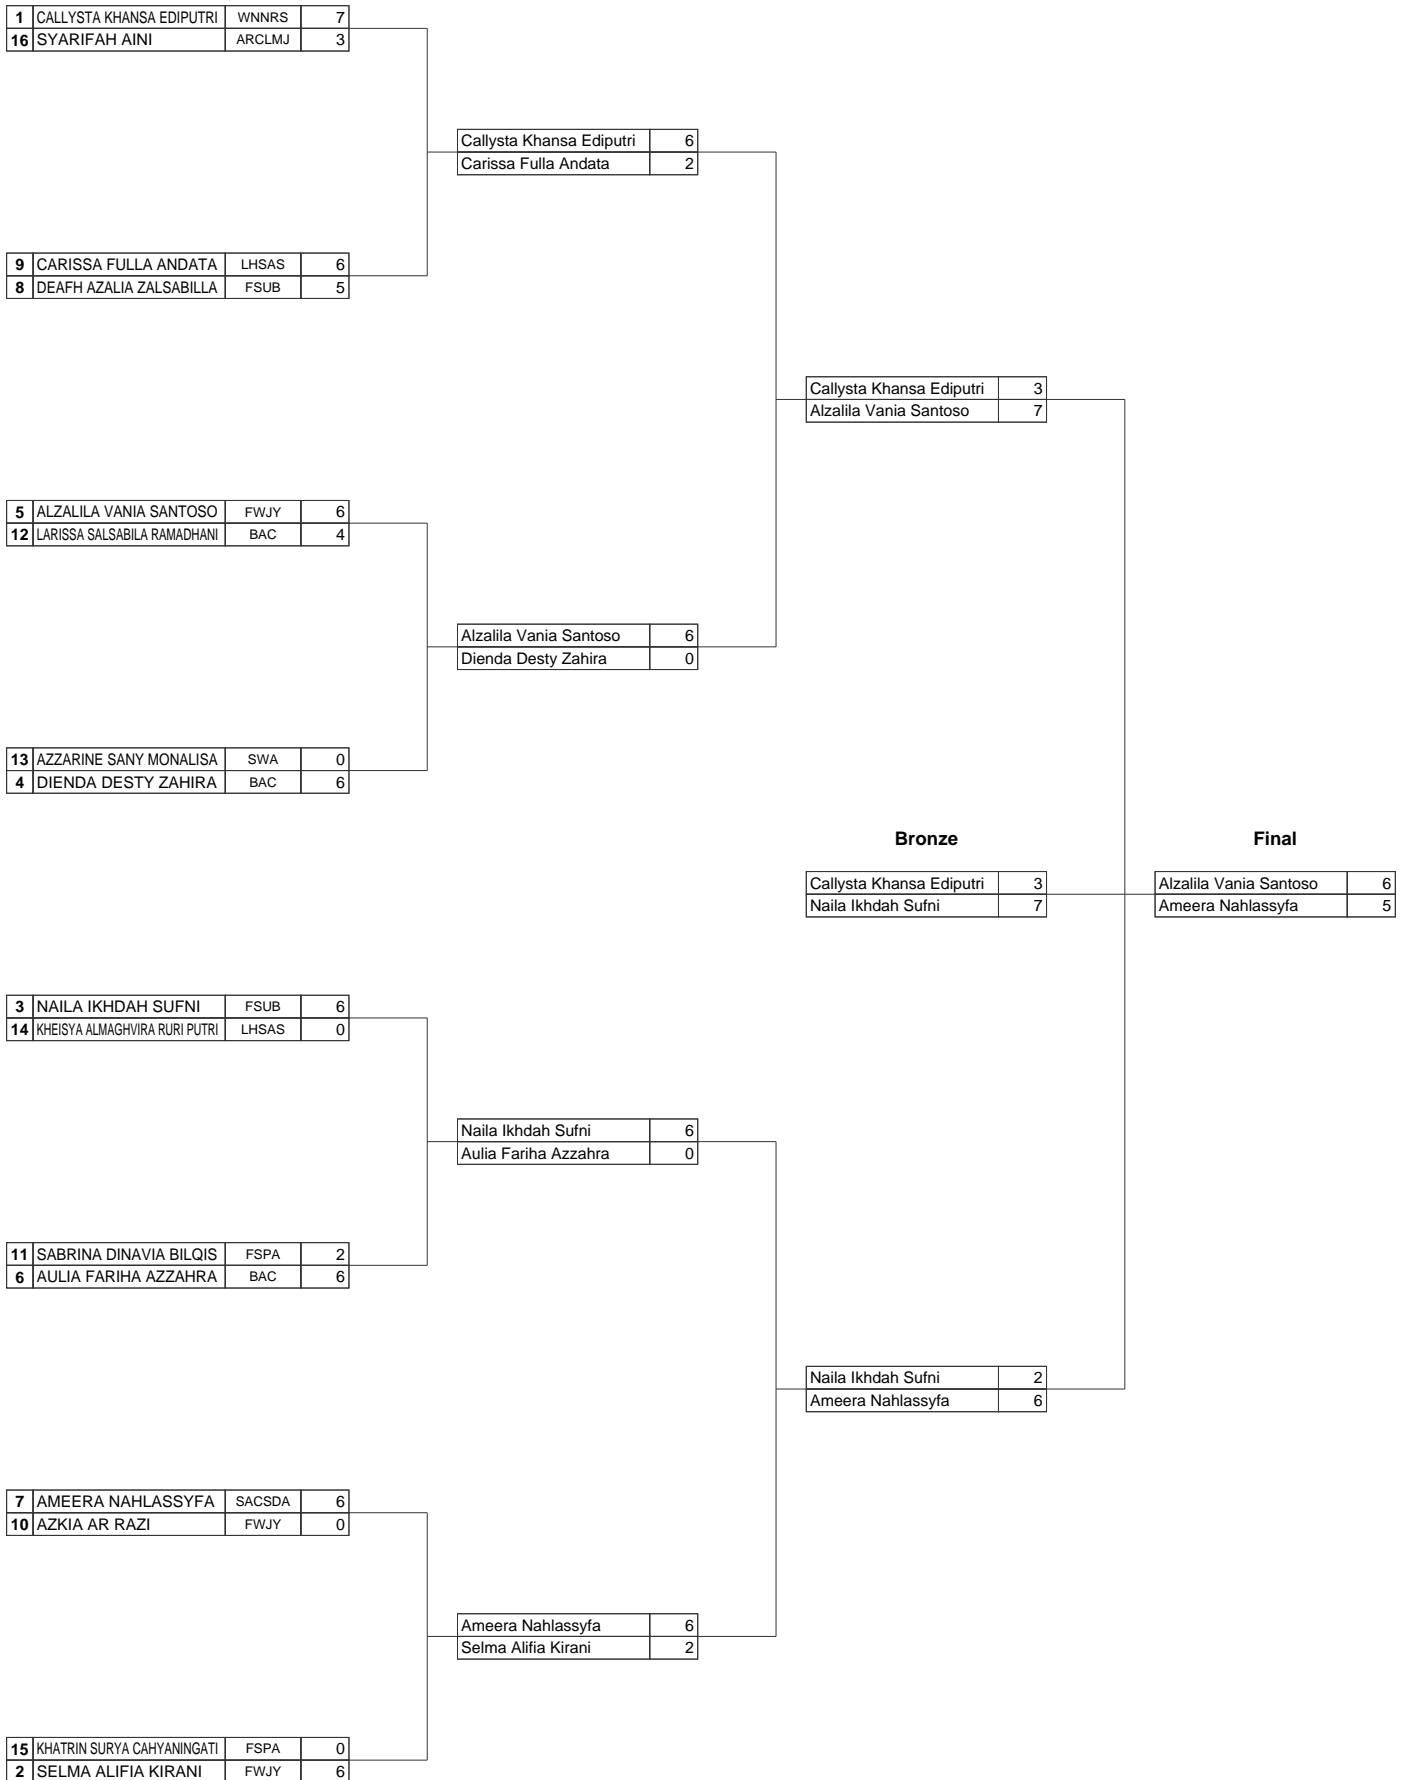 1 CALLYSTA KHANSA EDIPUTRI WNNRS 7
16 SYARIFAH AINI ARCLMJ 3
Callysta Khansa Ediputri 6
Carissa Fulla Andata 2
9 CARISSA FULLA ANDATA LHSAS 6
8 DEAFH AZALIA ZALSABILLA FSUB 5
Callysta Khansa Ediputri 3
Alzalila Vania Santoso 7
5 ALZALILA VANIA SANTOSO FWJY 6
12 LARISSA SALSABILA RAMADHANI BAC 4
Alzalila Vania Santoso 6
Dienda Desty Zahira 0
13 AZZARINE SANY MONALISA SWA 0
4 DIENDA DESTY ZAHIRA BAC 6
Bronze Final
Callysta Khansa Ediputri 3 Alzalila Vania Santoso 6
Naila Ikhdah Sufni 7 Ameera Nahlassyfa 5
3 NAILA IKHDAH SUFNI FSUB 6
14 KHEISYA ALMAGHVIRA RURI PUTRI LHSAS 0
Naila Ikhdah Sufni 6
Aulia Fariha Azzahra 0
11 SABRINA DINAVIA BILQIS FSPA 2
6 AULIA FARIHA AZZAHRA BAC 6
Naila Ikhdah Sufni 2
Ameera Nahlassyfa 6
7 AMEERA NAHLASSYFA SACSDA 6
10 AZKIA AR RAZI FWJY 0
Ameera Nahlassyfa 6
Selma Alifia Kirani 2
15 KHATRIN SURYA CAHYANINGATI FSPA 0
2 SELMA ALIFIA KIRANI FWJY 6